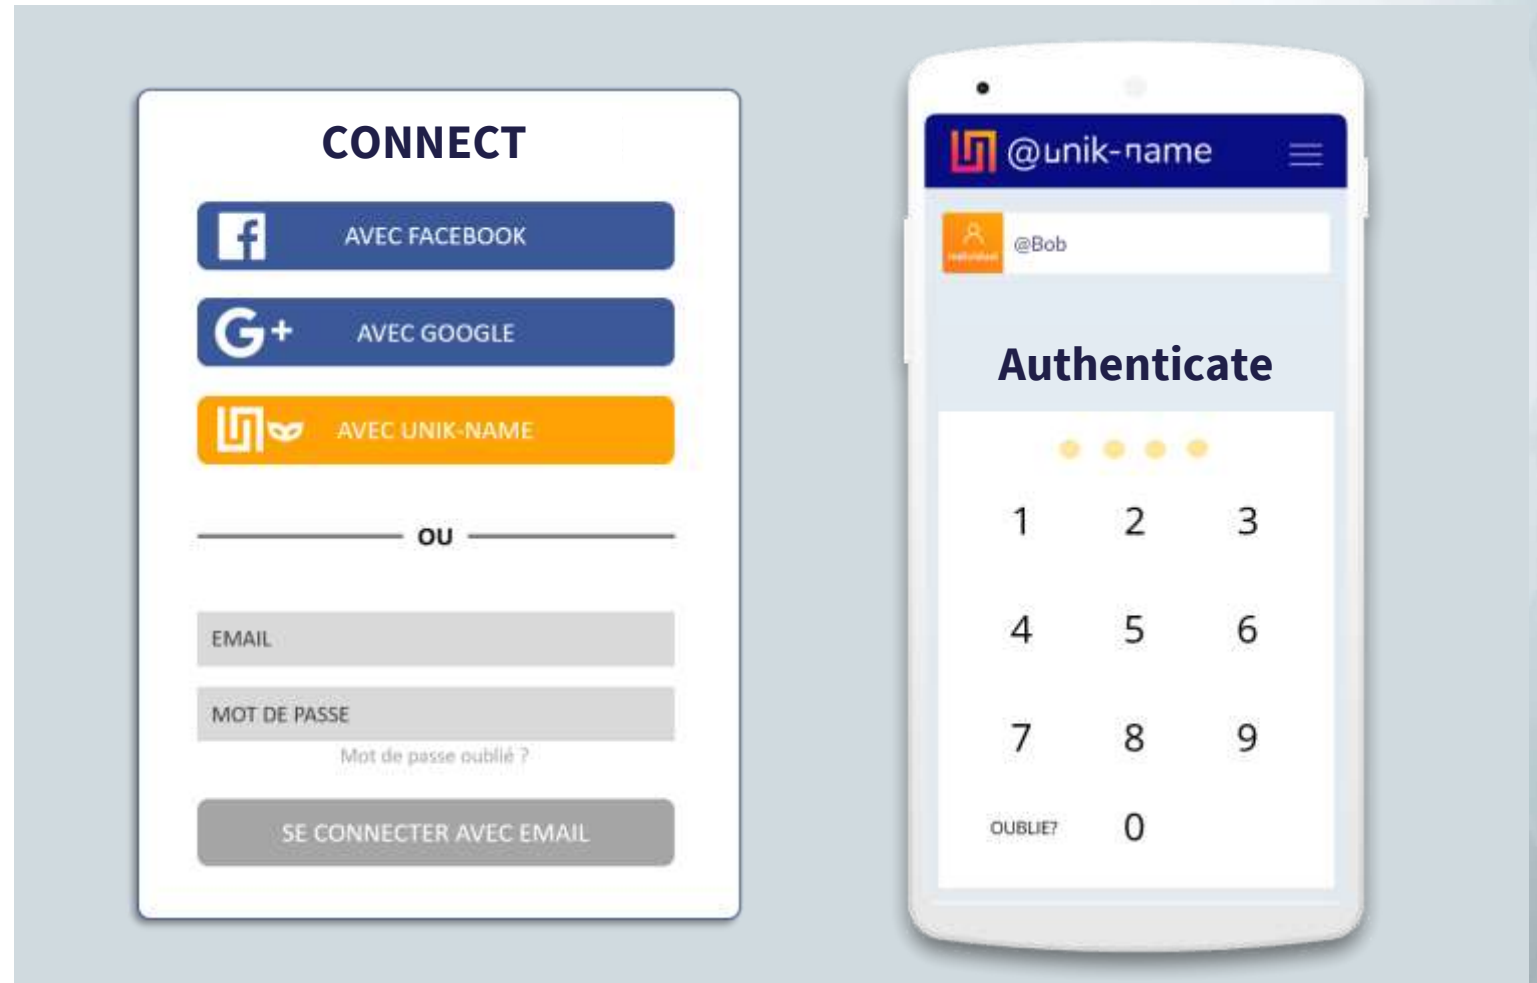 CONNECT
AVEC FACEBOOK
G+ AVEC GOOGLE
AVEC UNIK-NAME
OU
EMAIL
MOT DE PASSE
Mot de passe oublié ?
SE CONNECTER AVEC EMAIL
@unik-name
@Bob
Authenticate
1 2 3
4 5 6
7 8 9
OUBLIE? 0